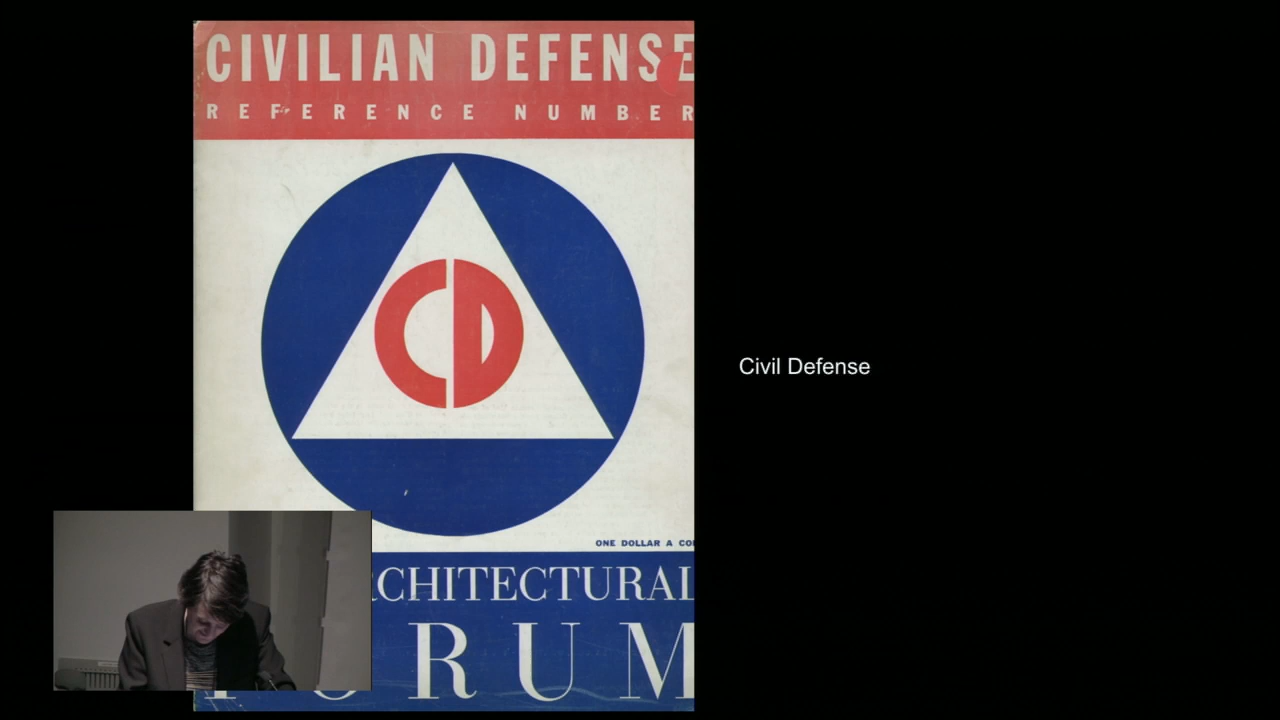 CIVILIAN DEFENSE
REFERENCE NUMBER
CD
ONE DOLLAR A CO
RCHITECTURAL
RUM
Civil Defense